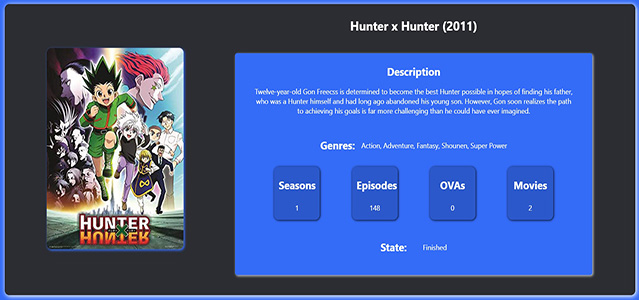 Hunter x Hunter (2011)
HUNTER
HUNTER
Description
Twelve-year-old Gon Freecss is determined to become the best Hunter possible in hopes of finding his father,
who was a Hunter himself and had long ago abandoned his young son. However, Gon soon realizes the path
to achieving his goals is far more challenging than he could have ever imagined.
Genres: Action, Adventure, Fantasy, Shounen, Super Power
Seasons Episodes OVAs Movies
1 148 0 2
State: Finished